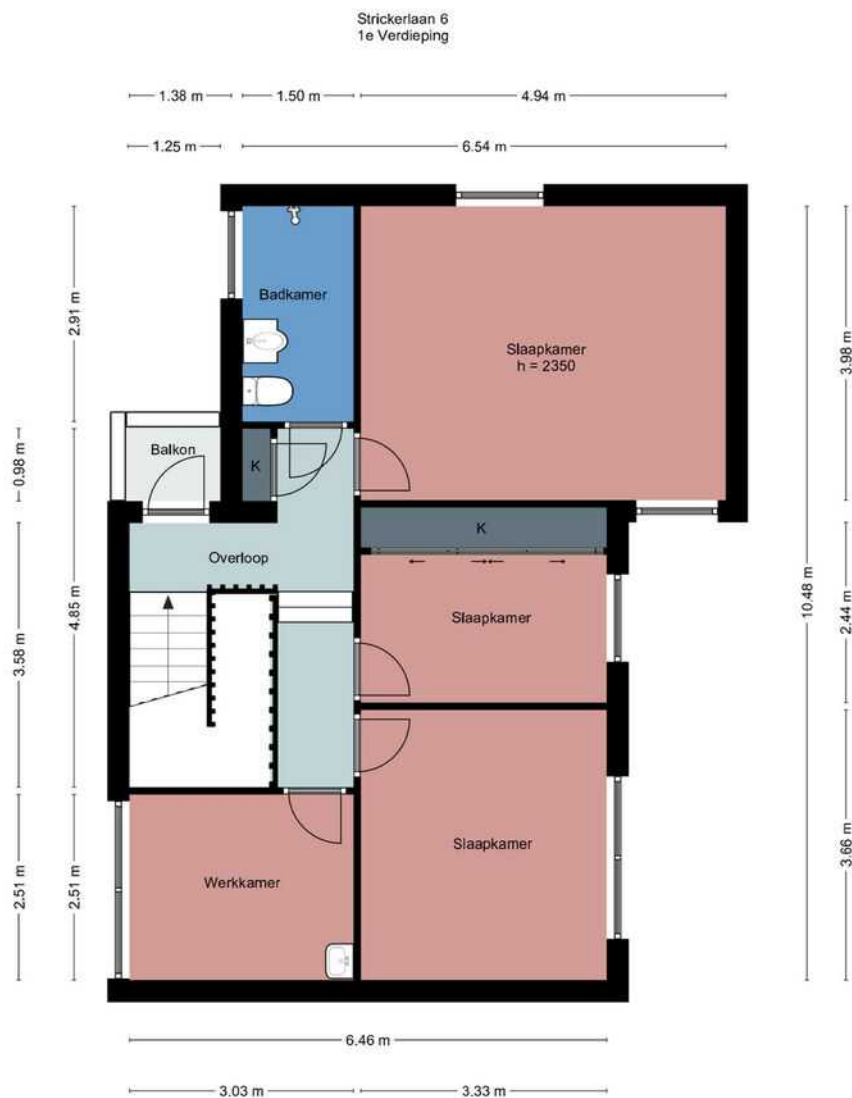 Strickerlaan 6
1e Verdieping
1.38 m
1.50 m
4.94 m
1.25 m
6.54 m
2.91 m
Badkamer
Slaapkamer
h = 2350
3.98 m
0.98 m
Balkon
K
K
Overloop
Slaapkamer
10.48 m
2.44 m
3.58 m
4.85 m
Slaapkamer
3.66 m
2.51 m
2.51 m
Werkkamer
6.46 m
3.03 m
3.33 m